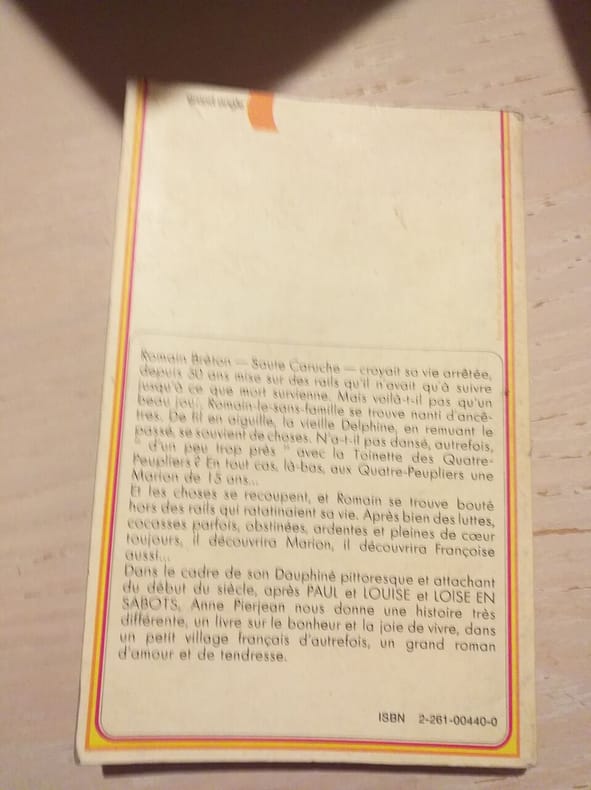 Grand angle
Romain Bréton — Saute Caruche — croyait sa vie arrêtée,
depuis 30 ans mise sur des rails qu'il n'avait qu'à suivre
jusqu'à ce que mort survienne. Mais voilà-t-il pas qu'un
beau jour, Romain-le-sans-famille se trouve nanti d'ancê-
tres. De fil en aiguille, la vieille Delphine, en remuant le
passé, se souvient de choses. N'a-t-il pas dansé, autrefois,
" d'un peu trop près " avec la Toinette des Quatre-
Peupliers ? En tout cas, là-bas, aux Quatre-Peupliers une
Marion de 15 ans...
Et les choses se recoupent, et Romain se trouve bouté
hors des rails qui ratatinaient sa vie. Après bien des luttes,
cocasses parfois, obstinées, ardentes et pleines de cœur
toujours, il découvrira Marion, il découvrira Françoise
aussi...
Dans le cadre de son Dauphiné pittoresque et attachant
du début du siècle, après PAUL et LOUISE et LOISE EN
SABOTS, Anne Pierjean nous donne une histoire très
différente, un livre sur le bonheur et la joie de vivre, dans
un petit village français d'autrefois, un grand roman
d'amour et de tendresse.
ISBN 2-261-00440-0